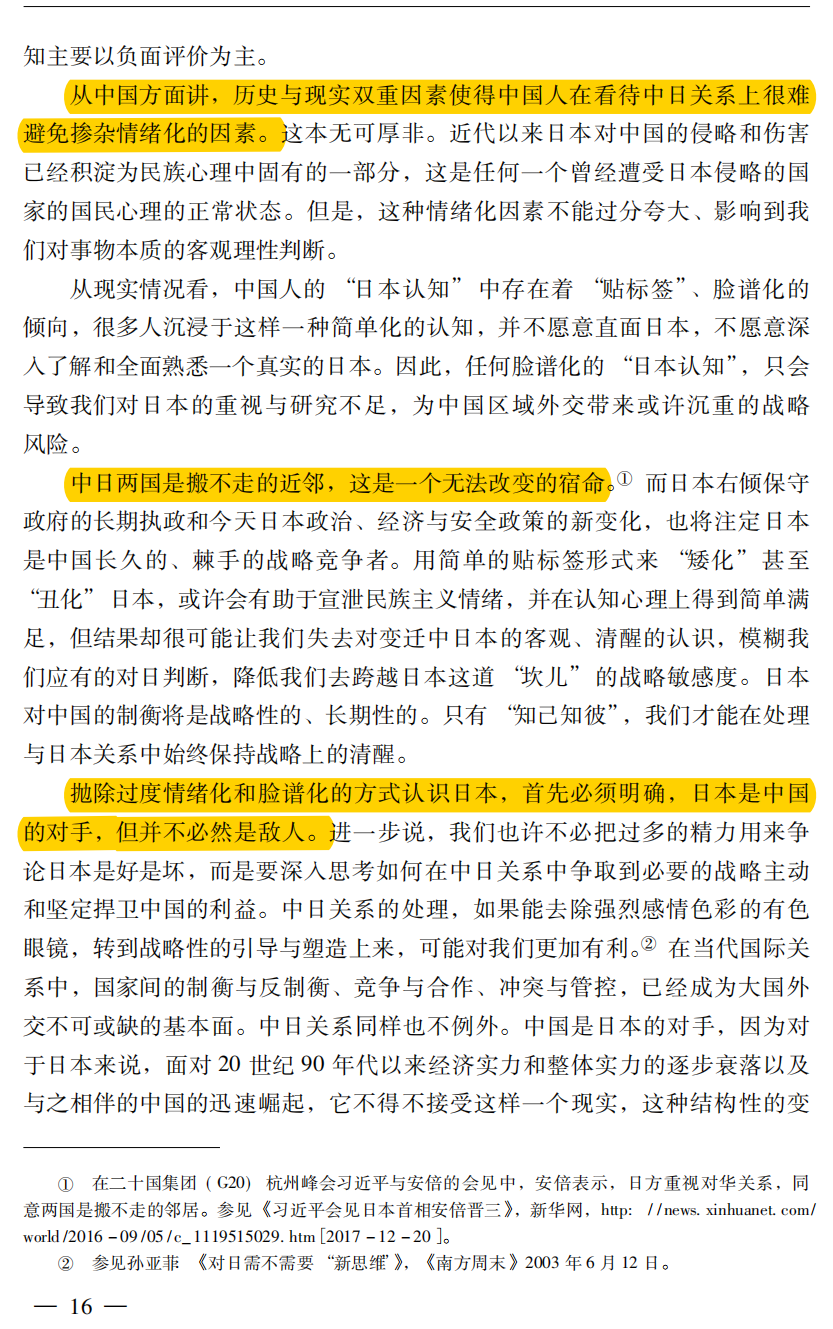 知主要以负面评价为主。
从中国方面讲，历史与现实双重因素使得中国人在看待中日关系上很难
避免掺杂情绪化的因素。这本无可厚非。近代以来日本对中国的侵略和伤害
已经积淀为民族心理中固有的一部分，这是任何一个曾经遭受日本侵略的国
家的国民心理的正常状态。但是，这种情绪化因素不能过分夸大、影响到我
们对事物本质的客观理性判断。
从现实情况看，中国人的“日本认知”中存在着“贴标签”、脸谱化的
倾向，很多人沉浸于这样一种简单化的认知，并不愿意直面日本，不愿意深
入了解和全面熟悉一个真实的日本。因此，任何脸谱化的“日本认知”，只会
导致我们对日本的重视与研究不足，为中国区域外交带来或许沉重的战略
风险。
中日两国是搬不走的近邻，这是一个无法改变的宿命。① 而日本右倾保守
政府的长期执政和今天日本政治、经济与安全政策的新变化，也将注定日本
是中国长久的、棘手的战略竞争者。用简单的贴标签形式来“矮化”甚至
“丑化”日本，或许会有助于宣泄民族主义情绪，并在认知心理上得到简单满
足，但结果却很可能让我们失去对变迁中日本的客观、清醒的认识，模糊我
们应有的对日判断，降低我们去跨越日本这道“坎儿”的战略敏感度。日本
对中国的制衡将是战略性的、长期性的。只有“知己知彼”，我们才能在处理
与日本关系中始终保持战略上的清醒。
抛除过度情绪化和脸谱化的方式认识日本，首先必须明确，日本是中国
的对手，但并不必然是敌人。进一步说，我们也许不必把过多的精力用来争
论日本是好是坏，而是要深入思考如何在中日关系中争取到必要的战略主动
和坚定捍卫中国的利益。中日关系的处理，如果能去除强烈感情色彩的有色
眼镜，转到战略性的引导与塑造上来，可能对我们更加有利。② 在当代国际关
系中，国家间的制衡与反制衡、竞争与合作、冲突与管控，已经成为大国外
交不可或缺的基本面。中日关系同样也不例外。中国是日本的对手，因为对
于日本来说，面对 20 世纪 90 年代以来经济实力和整体实力的逐步衰落以及
与之相伴的中国的迅速崛起，它不得不接受这样一个现实，这种结构性的变
① 在二十国集团 ( G20) 杭州峰会习近平与安倍的会见中，安倍表示，日方重视对华关系，同
意两国是搬不走的邻居。参见《习近平会见日本首相安倍晋三》，新华网，http: //news. xinhuanet. com/
world/2016 - 09 /05 /c_1119515029. htm [2017 - 12 - 20 ]。
② 参见孙亚菲 《对日需不需要“新思维”》，《南方周末》2003 年 6 月 12 日。
— 16 —